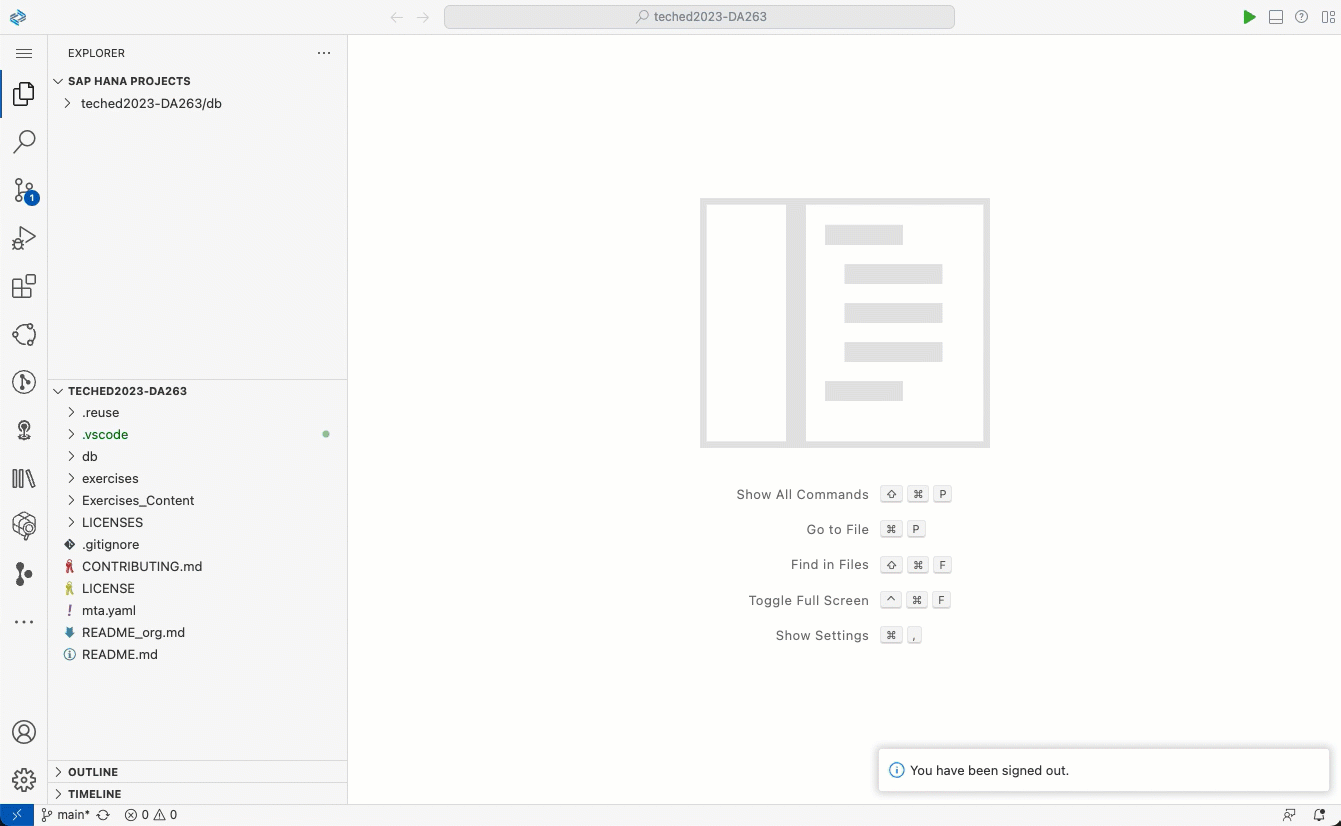 teched2023-DA263
EXPLORER
SAP HANA PROJECTS
teched2023-DA263/db
1
TECHED2023-DA263
.reuse
.vscode
db
exercises
Exercises_Content
LICENSES
.gitignore
CONTRIBUTING.md
LICENSE
! mta.yaml
README_org.md
README.md
OUTLINE
TIMELINE
Show All Commands ⇧ ⌘ P
Go to File ⌘ P
Find in Files ⇧ ⌘ F
Toggle Full Screen ^ ⌘ F
Show Settings ⌘ ,
You have been signed out.
main* 0 0